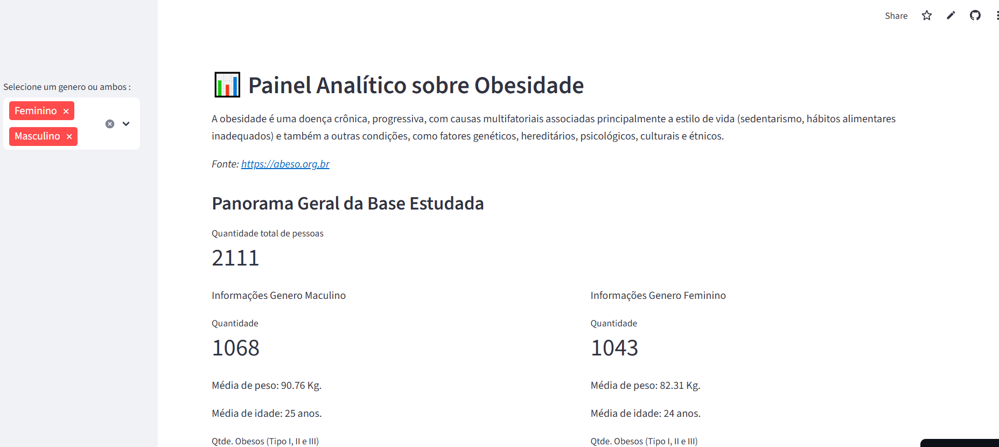 Share
Selecione um genero ou ambos :
Feminino ×
Masculino ×
Painel Analítico sobre Obesidade
A obesidade é uma doença crônica, progressiva, com causas multifatoriais associadas principalmente a estilo de vida (sedentarismo, hábitos alimentares
inadequados) e também a outras condições, como fatores genéticos, hereditários, psicológicos, culturais e étnicos.
Fonte: https://abeso.org.br
Panorama Geral da Base Estudada
Quantidade total de pessoas
2111
Informações Genero Maculino
Quantidade
1068
Média de peso: 90.76 Kg.
Média de idade: 25 anos.
Qtde. Obesos (Tipo I, II e III)
Informações Genero Feminino
Quantidade
1043
Média de peso: 82.31 Kg.
Média de idade: 24 anos.
Qtde. Obesos (Tipo I, II e III)